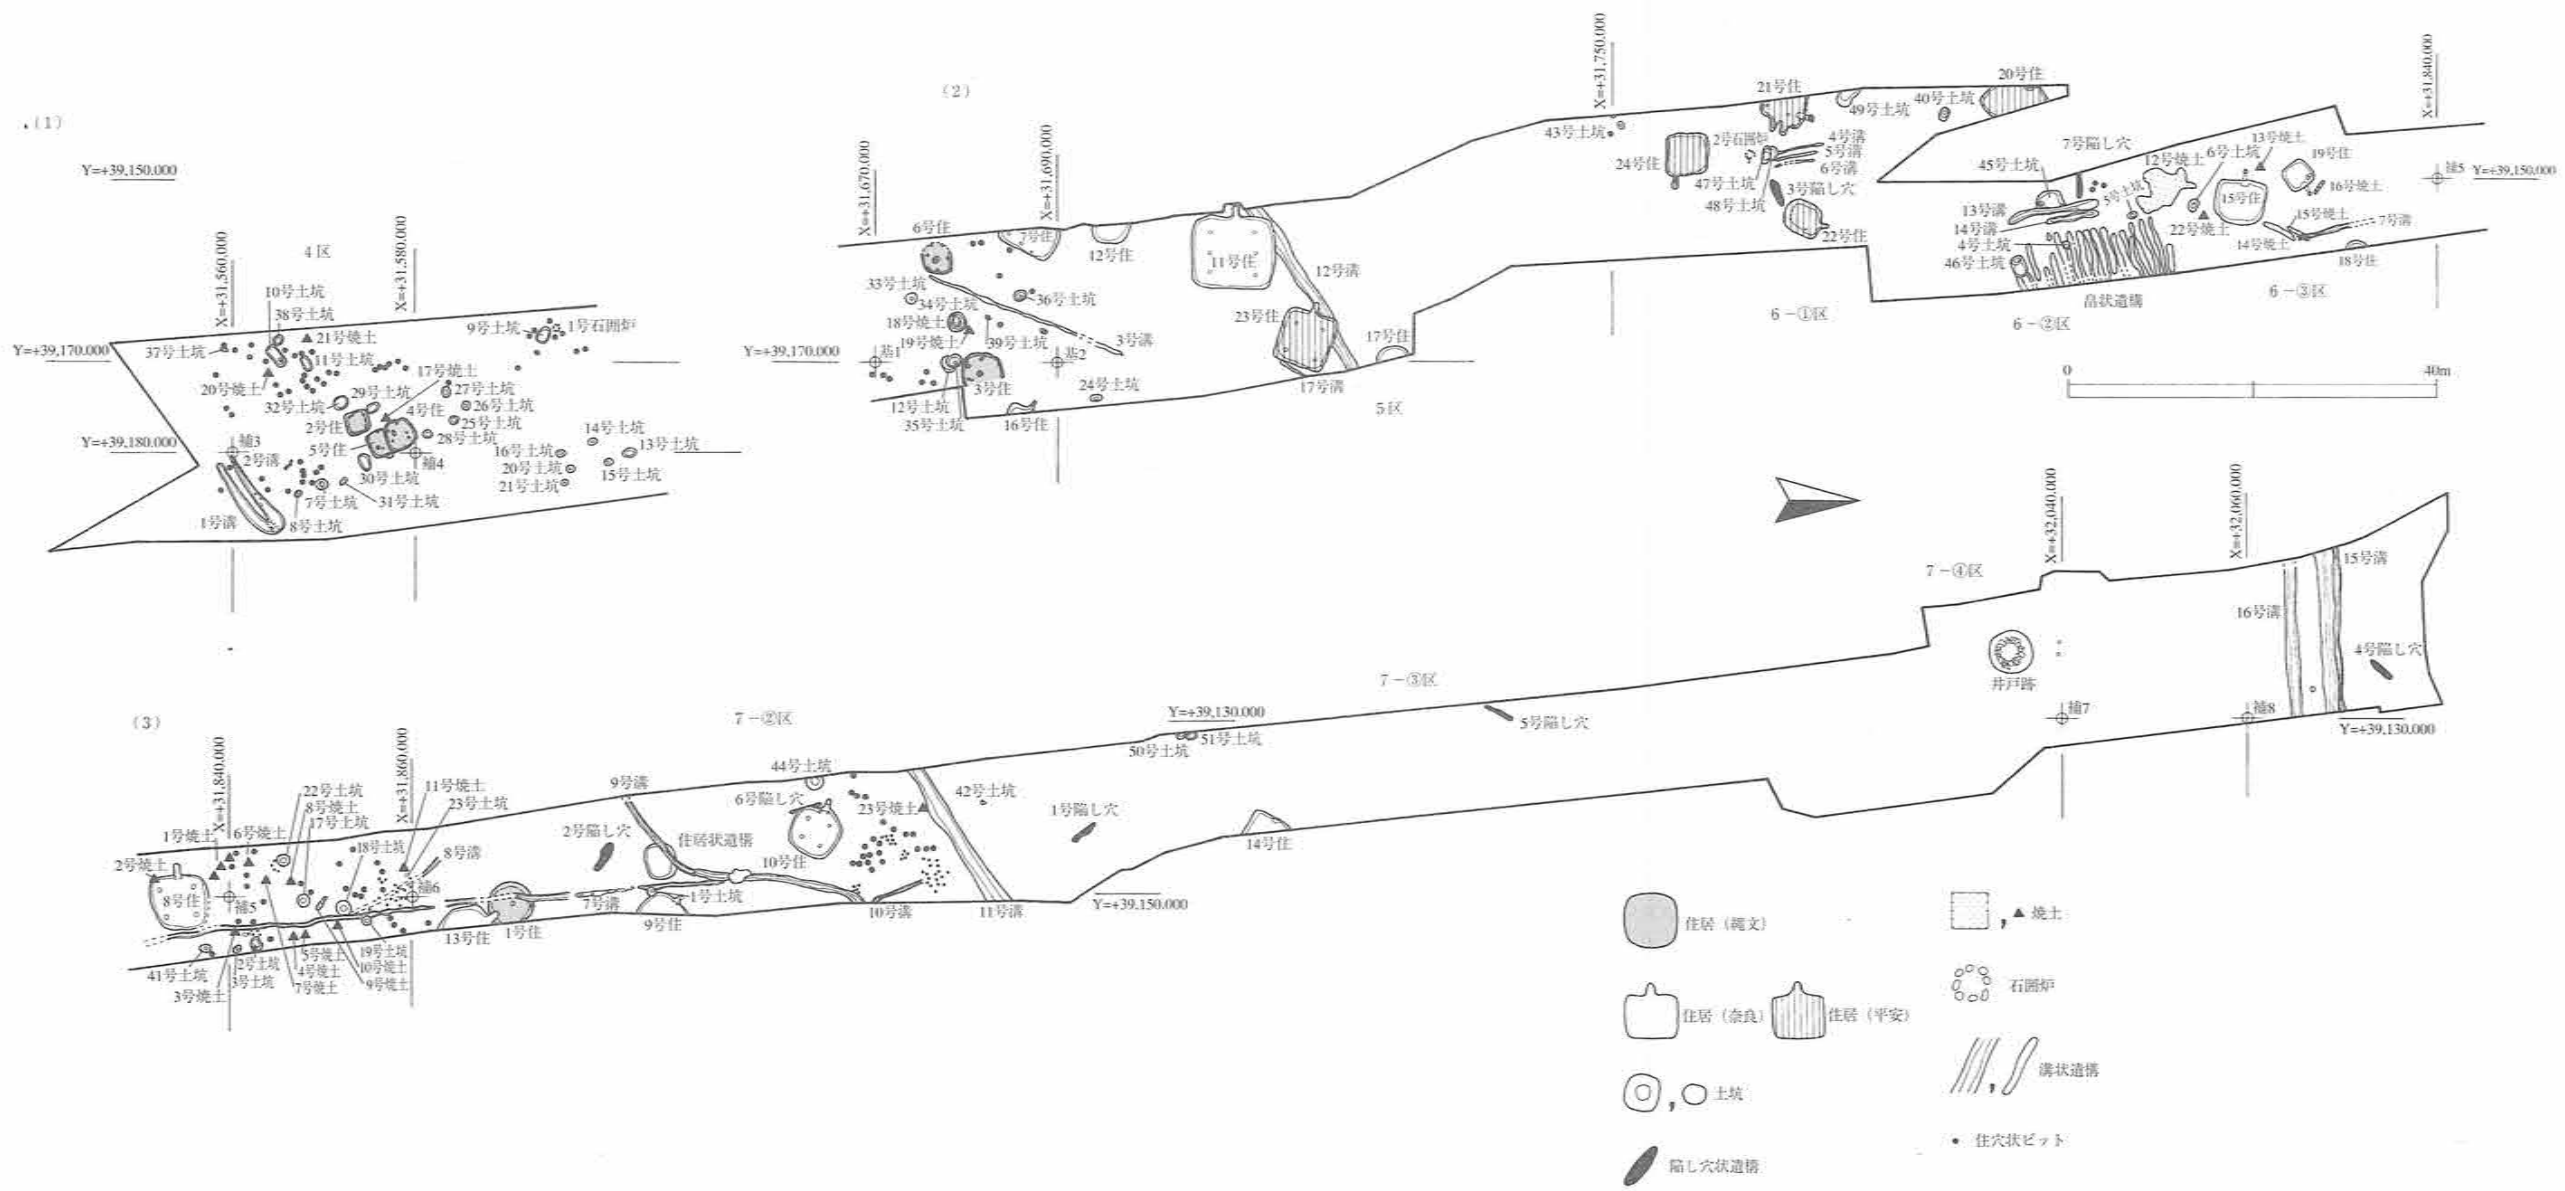 (1)
Y=+39,150.000
4区
X=+31,560.000
X=+31,580.000
10号土坑
38号土坑
21号焼土
9号土坑
1号石囲炉
37号土坑
11号土坑
Y=+39,170.000
20号焼土
17号焼土
29号土坑
27号土坑
32号土坑
4号住
26号土坑
2号住
25号土坑
28号土坑
14号土坑
Y=+39,180.000
補3
5号住
13号土坑
2号溝
補4
16号土坑
20号土坑
15号土坑
30号土坑
21号土坑
7号土坑
31号土坑
1号溝
8号土坑
(2)
X=+31,670.000
X=+31,690.000
6号住
7号住
12号住
11号住
12号溝
33号土坑
34号土坑
36号土坑
18号焼土
19号焼土
39号土坑
3号溝
23号住
17号住
Y=+39,170.000
基1
基2
3号住
24号土坑
17号溝
12号土坑
35号土坑
16号住
5区
X=+31,750.000
X=+31,840.000
21号住
20号住
43号土坑
49号土坑
40号土坑
2号石囲炉
4号溝
5号溝
6号溝
24号住
47号土坑
3号陥し穴
48号土坑
22号住
7号陥し穴
13号焼土
45号土坑
12号焼土
6号土坑
19号住
補5
Y=+39,150.000
5号土坑
15号住
16号焼土
13号溝
14号溝
15号焼土
7号溝
4号土坑
22号焼土
14号焼土
46号土坑
18号住
畠状遺構
6-①区
6-②区
6-③区
0
40m
X=+32,040.000
X=+32,060.000
7-④区
15号溝
16号溝
4号陥し穴
井戸跡
補7
補8
Y=+39,130.000
7-③区
5号陥し穴
(3)
7-②区
Y=+39,130.000
50号土坑
51号土坑
X=+31,840.000
X=+31,860.000
22号土坑
8号焼土
17号土坑
11号焼土
23号土坑
9号溝
44号土坑
6号陥し穴
23号焼土
42号土坑
1号陥し穴
1号焼土
6号焼土
18号土坑
8号溝
2号陥し穴
住居状遺構
10号住
14号住
2号焼土
8号住
補5
補6
7号溝
1号土坑
13号住
1号住
9号住
10号溝
11号溝
Y=+39,150.000
41号土坑
2号土坑
5号焼土
19号土坑
3号土坑
4号焼土
10号焼土
3号焼土
7号焼土
9号焼土
住居(縄文)
焼土
住居(奈良)
住居(平安)
石囲炉
土坑
溝状遺構
陥し穴状遺構
住穴状ピット